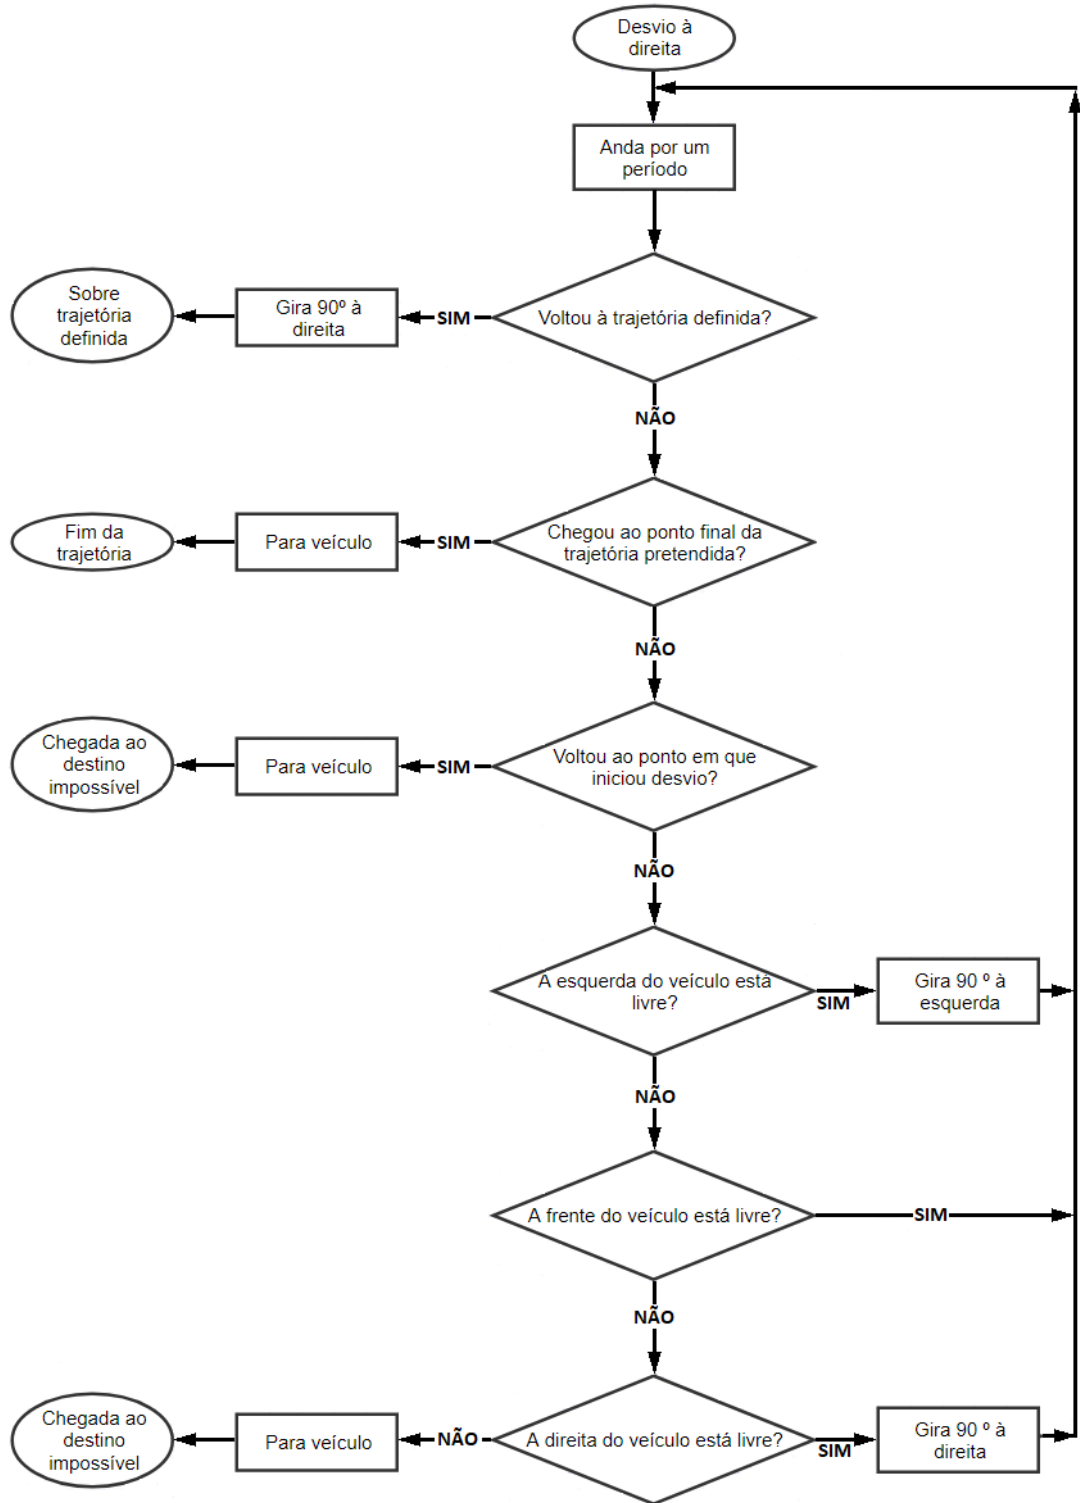 Desvio à
direita
Anda por um
período
Voltou à trajetória definida?
SIM
Gira 90º à
direita
Sobre
trajetória
definida
NÃO
Chegou ao ponto final da
trajetória pretendida?
SIM
Para veículo
Fim da
trajetória
NÃO
Voltou ao ponto em que
iniciou desvio?
SIM
Para veículo
Chegada ao
destino
impossível
NÃO
A esquerda do veículo está
livre?
SIM
Gira 90 º à
esquerda
NÃO
A frente do veículo está livre?
SIM
NÃO
A direita do veículo está livre?
SIM
Gira 90 º à
direita
NÃO
Para veículo
Chegada ao
destino
impossível